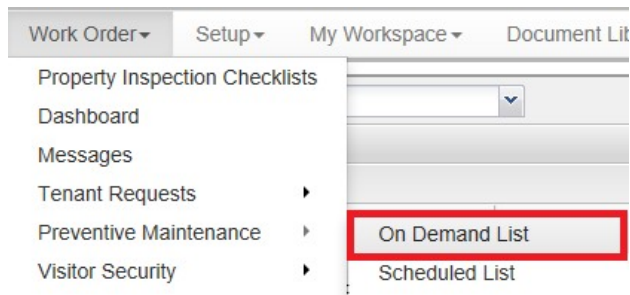 Work Order Setup My Workspace Document Lib
Property Inspection Checklists
Dashboard
Messages
Tenant Requests
Preventive Maintenance
On Demand List
Visitor Security
Scheduled List